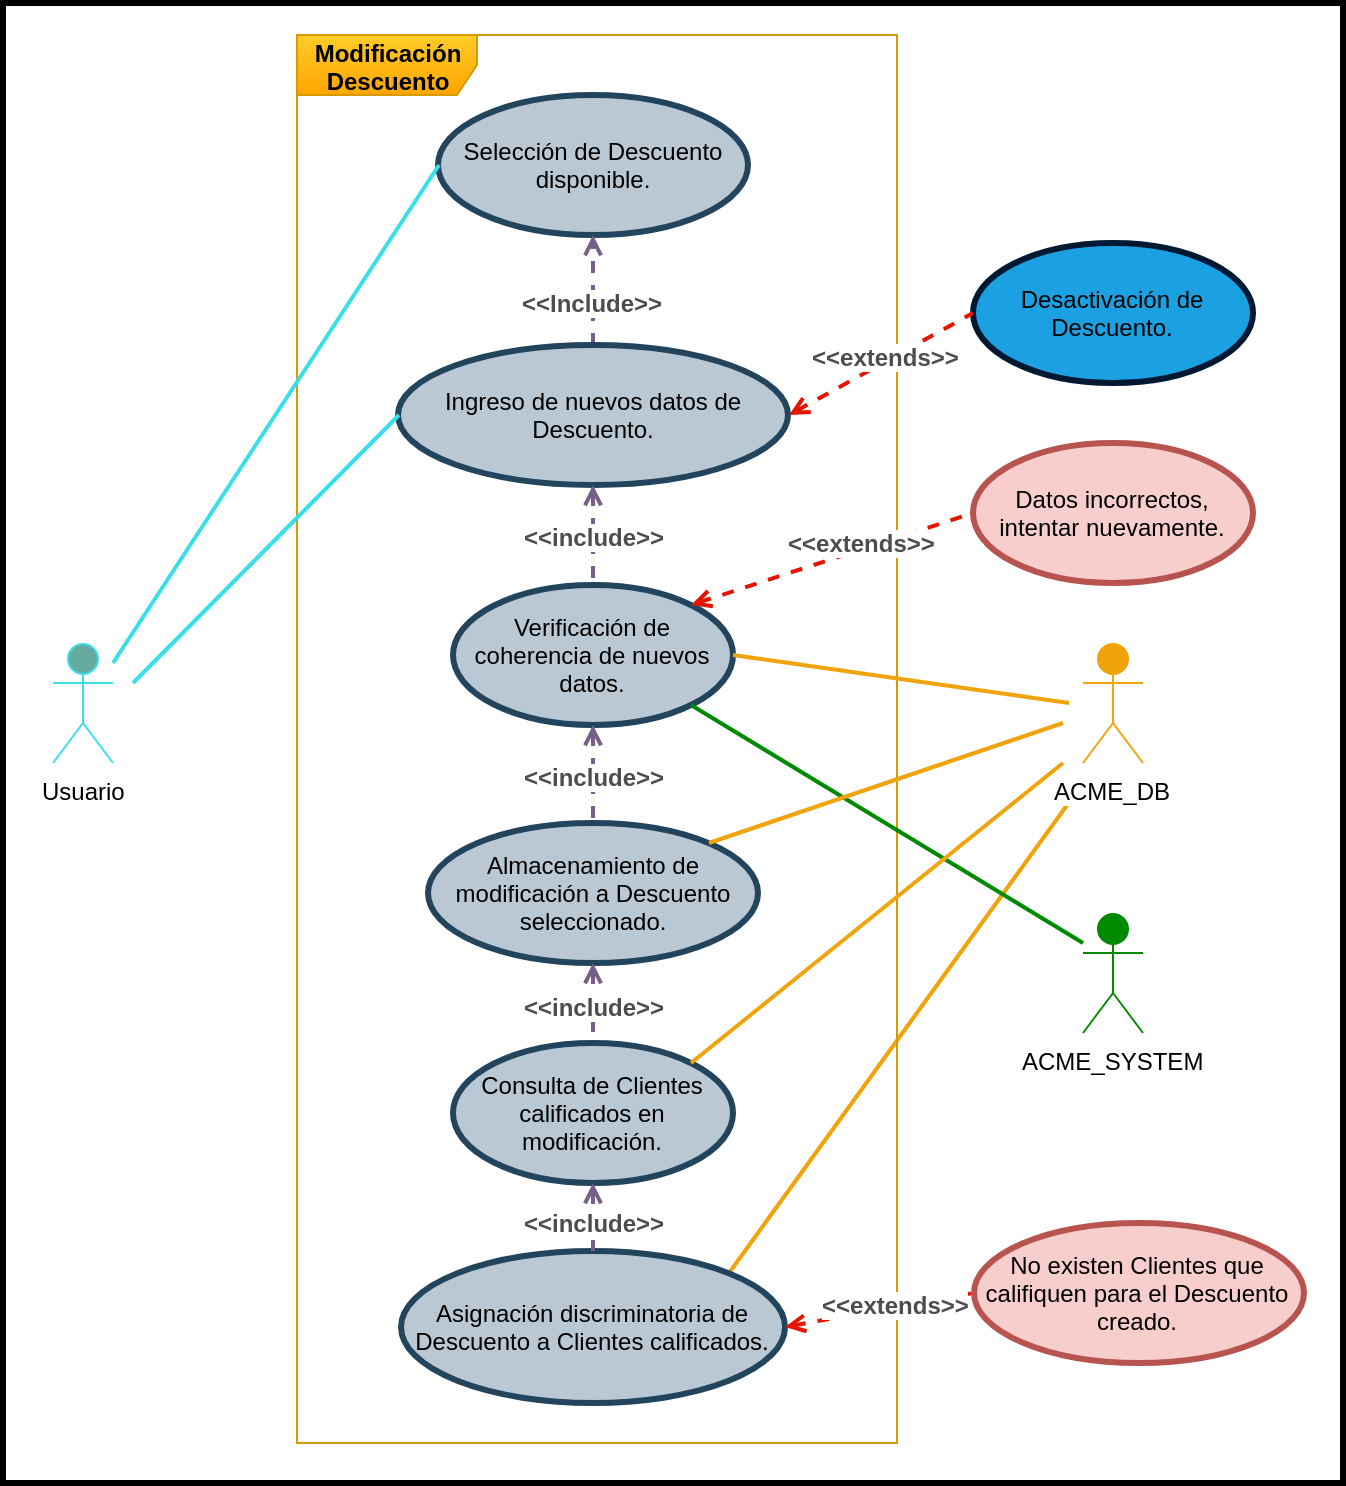 Modificación
Descuento
Selección de Descuento
disponible.
<<Include>>
Desactivación de
Descuento.
<<extends>>
Ingreso de nuevos datos de
Descuento.
Datos incorrectos,
intentar nuevamente.
<<include>>
<<extends>>
Verificación de
coherencia de nuevos
datos.
<<include>>
Usuario
ACME_DB
Almacenamiento de
modificación a Descuento
seleccionado.
<<include>>
ACME_SYSTEM
Consulta de Clientes
calificados en
modificación.
<<include>>
No existen Clientes que
califiquen para el Descuento
creado.
<<extends>>
Asignación discriminatoria de
Descuento a Clientes calificados.